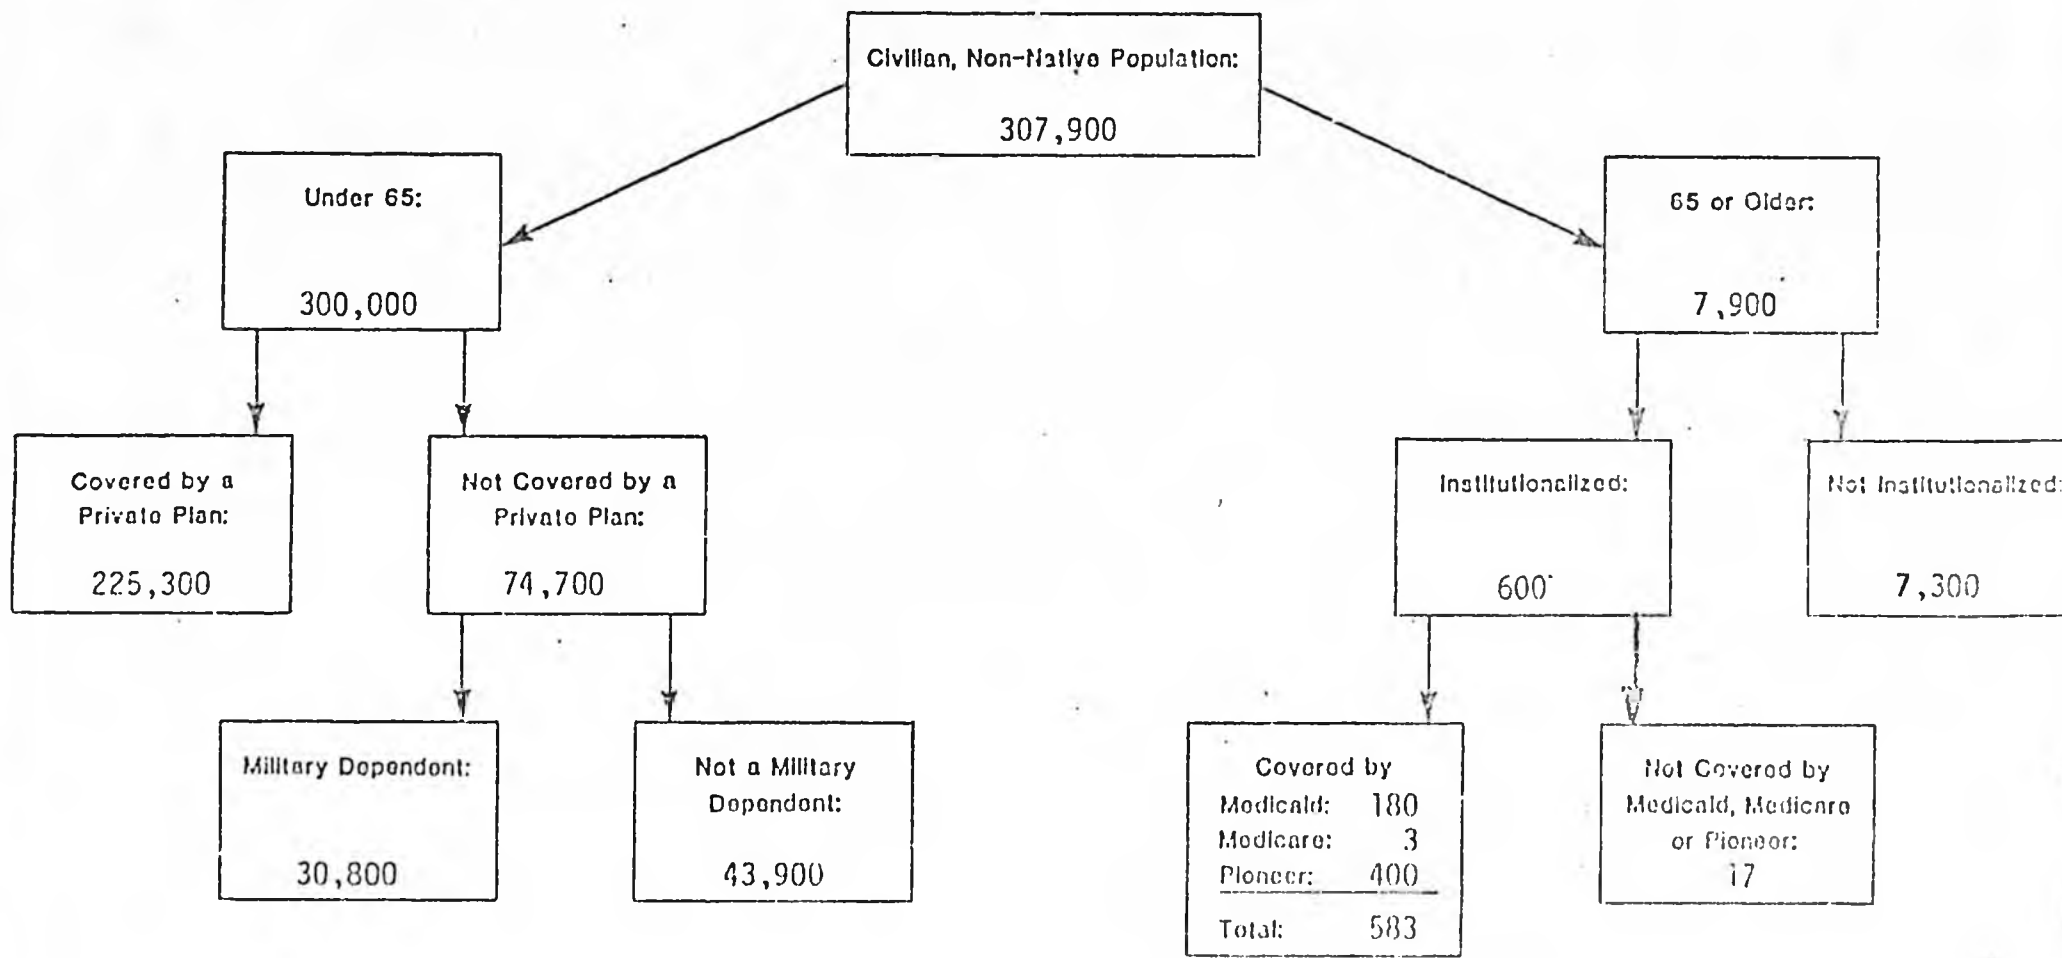 Civilian, Non-Native Population:
307,900
Under 65:
300,000
65 or Older:
7,900
Covered by a
Private Plan:
225,300
Not Covered by a
Private Plan:
74,700
Institutionalized:
600
Not Institutionalized:
7,300
Military Dependent:
30,800
Not a Military
Dependent:
43,900
Covered by
Medicaid: 180
Medicare: 3
Pioneer: 400
Total: 583
Not Covered by
Medicaid, Medicare
or Pioneer:
17